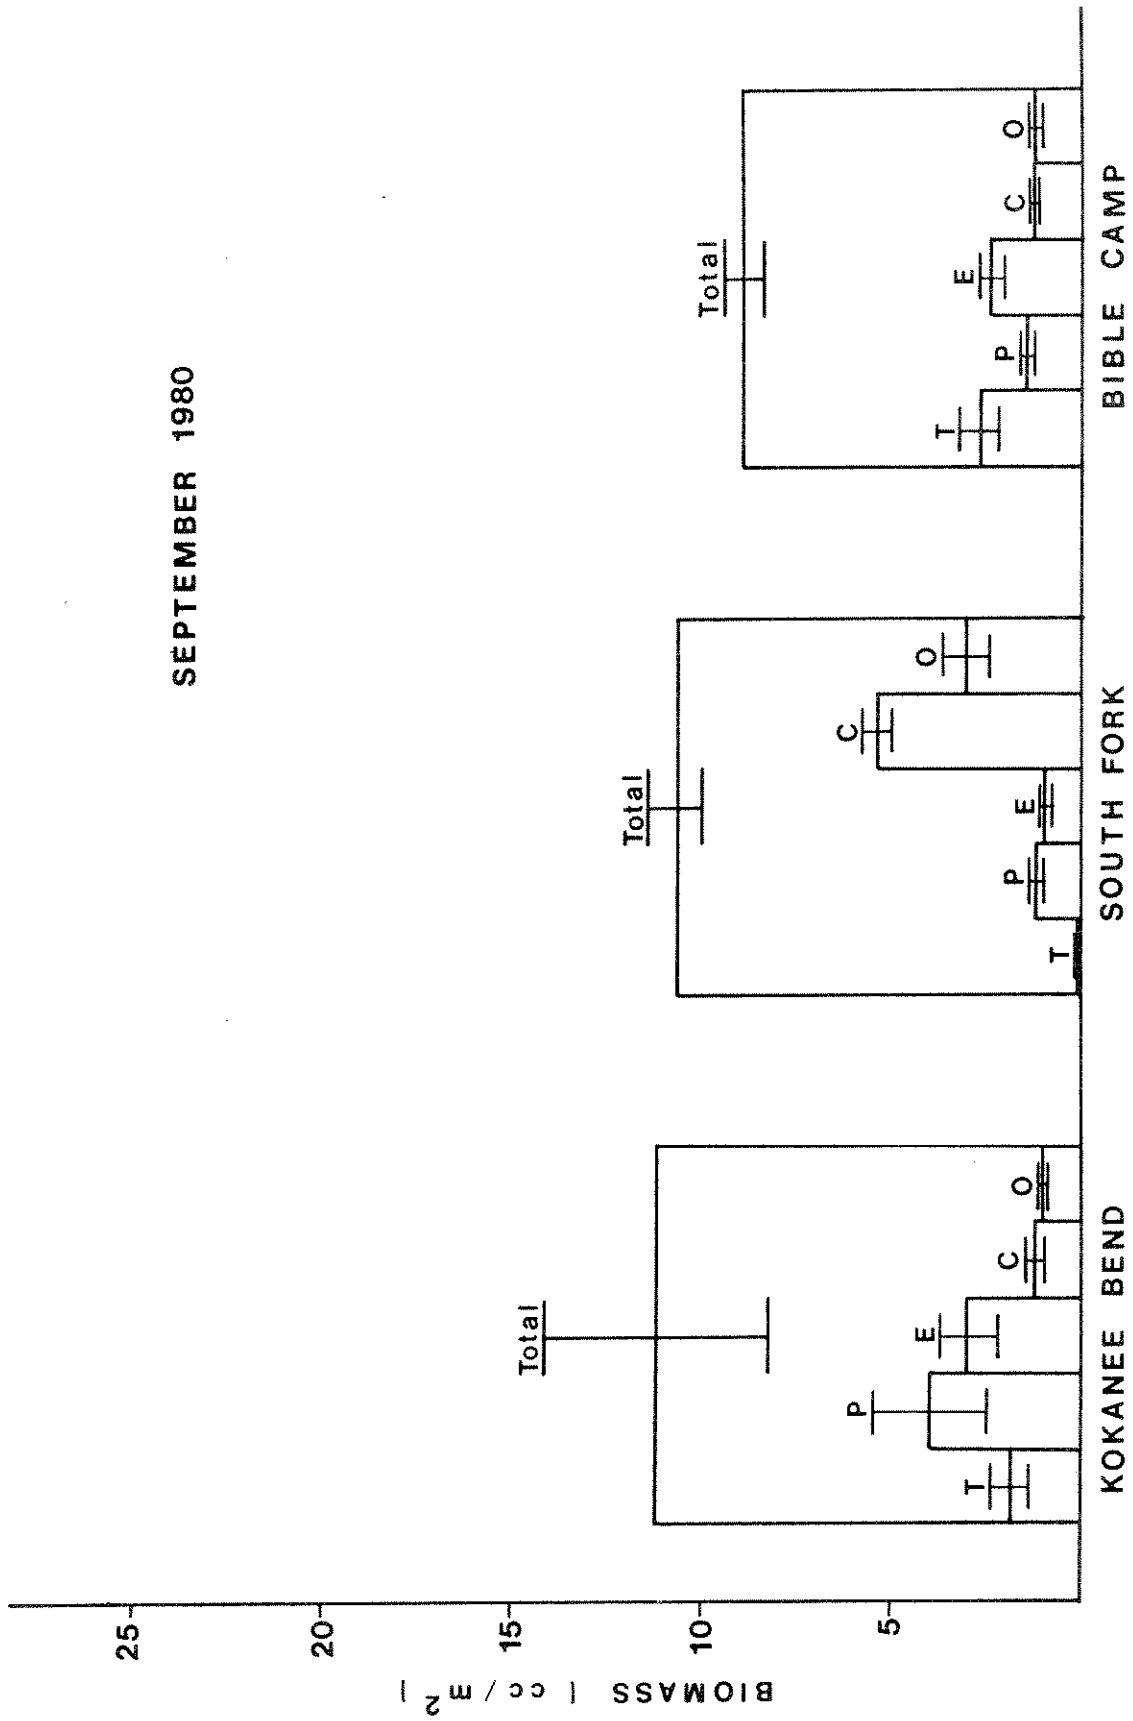 SEPTEMBER 1980
BIOMASS ( cc / m² )
25
20
15
10
5
Total
T
P
E
C
O
KOKANEE BEND
Total
T
P
E
C
O
SOUTH FORK
Total
T
P
E
C
O
BIBLE CAMP